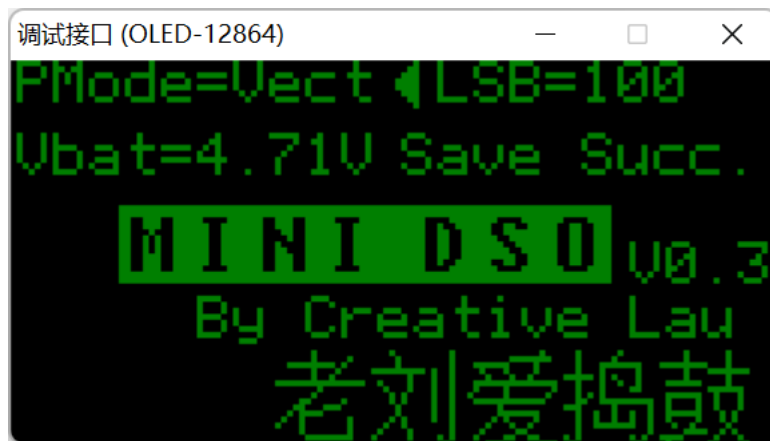 调试接口 (OLED-12864)
PMode=Vect LSB=100
Vbat=4.71V Save Succ.
MINI DSO V0.3
By Creative Lau
老刘爱捣鼓